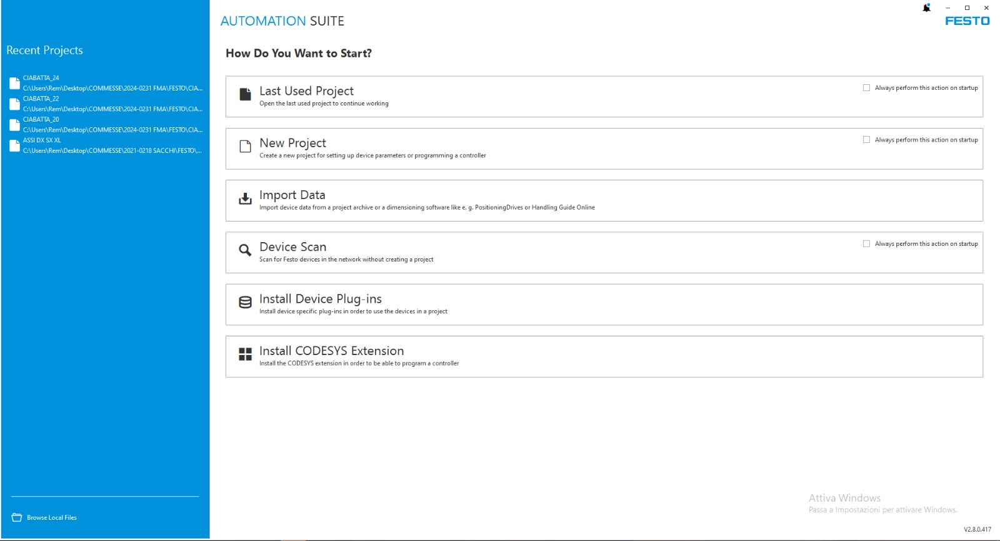 AUTOMATION SUITE
FESTO
Recent Projects
CIABATTA_24
C:\Users\Rem\Desktop\COMMESSE\2024-0231 FMA\FESTO\CIA...
CIABATTA_22
C:\Users\Rem\Desktop\COMMESSE\2024-0231 FMA\FESTO\CIA...
CIABATTA_20
C:\Users\Rem\Desktop\COMMESSE\2024-0231 FMA\FESTO\CIA...
ASSI DX SX XL
C:\Users\Rem\Desktop\COMMESSE\2021-0218 SACCHI\FESTO\...
Browse Local Files
How Do You Want to Start?
Last Used Project
Open the last used project to continue working
Always perform this action on startup
New Project
Create a new project for setting up device parameters or programming a controller
Always perform this action on startup
Import Data
Import device data from a project archive or a dimensioning software like e. g. PositioningDrives or Handling Guide Online
Device Scan
Scan for Festo devices in the network without creating a project
Always perform this action on startup
Install Device Plug-ins
Install device specific plug-ins in order to use the devices in a project
Install CODESYS Extension
Install the CODESYS extension in order to be able to program a controller
Attiva Windows
Passa a Impostazioni per attivare Windows.
V2.8.0.417